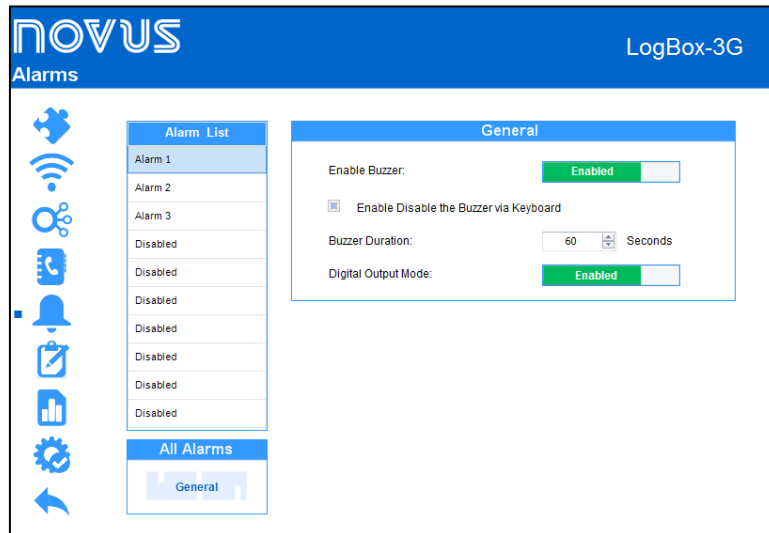 novus
LogBox-3G
Alarms
Alarm List
Alarm 1
Alarm 2
Alarm 3
Disabled
Disabled
Disabled
Disabled
Disabled
Disabled
Disabled
All Alarms
General
General
Enable Buzzer:
Enabled
Enable Disable the Buzzer via Keyboard
Buzzer Duration:
60
Seconds
Digital Output Mode:
Enabled